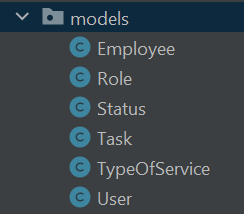 models
C Employee
C Role
C Status
C Task
C TypeOfService
C User